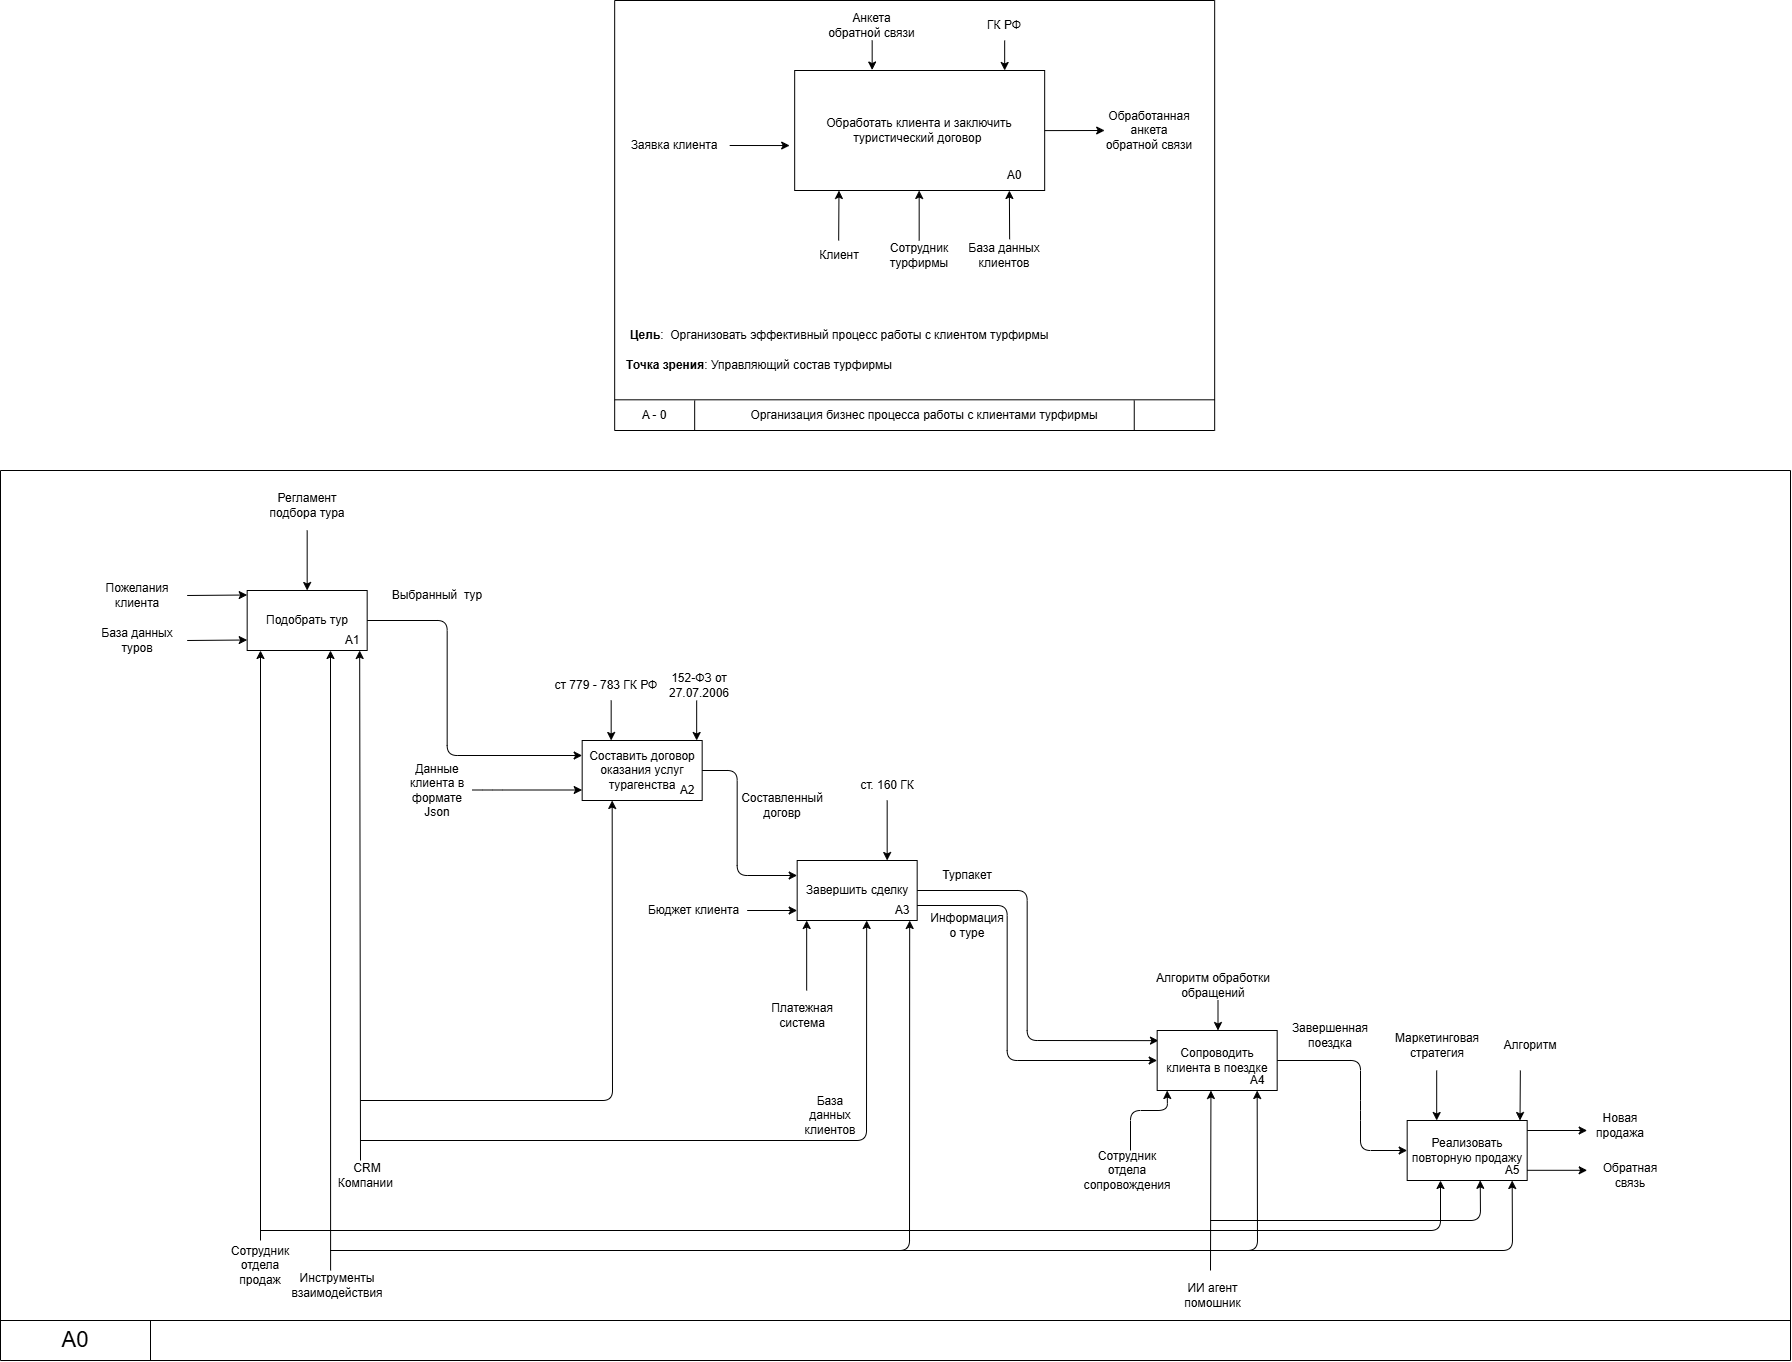 Анкета
обратной связи
ГК РФ
Обработать клиента и заключить
туристический договор
A0
Заявка клиента
Обработанная
анкета
обратной связи
Клиент
Сотрудник
турфирмы
База данных
клиентов
Цель: Организовать эффективный процесс работы с клиентом турфирмы
Точка зрения: Управляющий состав турфирмы
A - 0
Организация бизнес процесса работы с клиентами турфирмы
Регламент
подбора тура
Пожелания
клиента
База данных
туров
Подобрать тур
A1
Выбранный тур
ст 779 - 783 ГК РФ
152-ФЗ от
27.07.2006
Данные
клиента в
формате
Json
Составить договор
оказания услуг
турагенства
A2
Составленный
договр
ст. 160 ГК
Бюджет клиента
Завершить сделку
A3
Турпакет
Информация
о туре
Платежная
система
Алгоритм обработки
обращений
Сопроводить
клиента в поездке
A4
Завершенная
поездка
Маркетинговая
стратегия
Алгоритм
База
данных
клиентов
CRM
Компании
Сотрудник
отдела
сопровождения
Реализовать
повторную продажу
A5
Новая
продажа
Обратная
связь
Сотрудник
отдела
продаж
Инструменты
взаимодействия
ИИ агент
помошник
A0